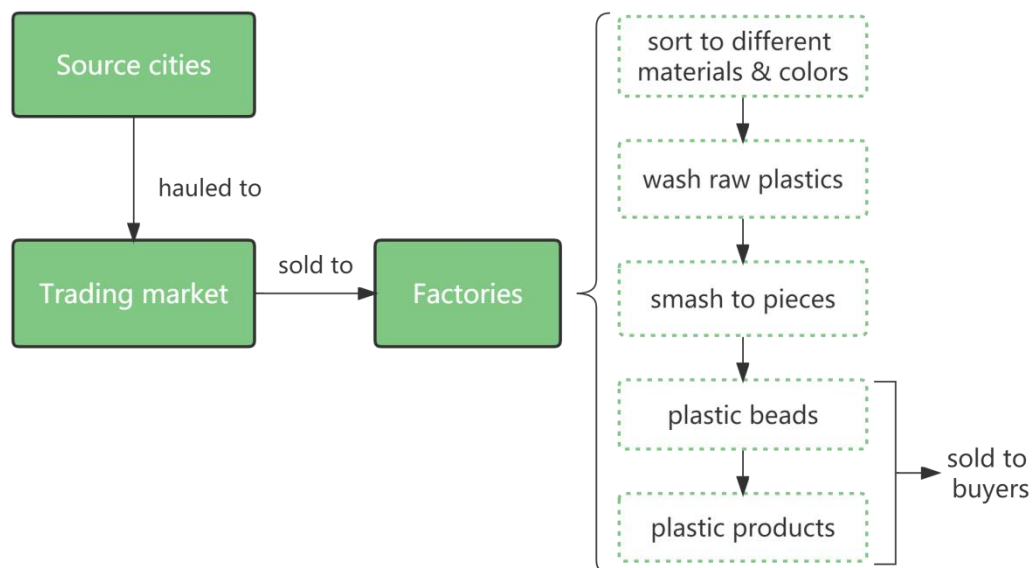 Source cities
hauled to
Trading market
sold to
Factories
sort to different
materials & colors
wash raw plastics
smash to pieces
plastic beads
plastic products
sold to
buyers